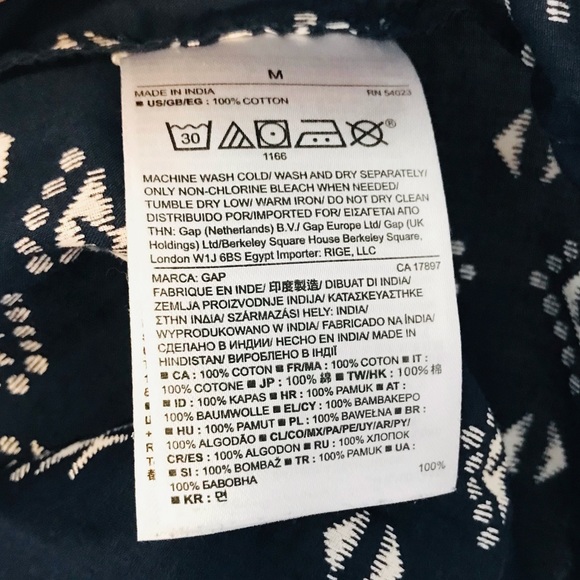 M
MADE IN INDIA RN 54023
■ US/GB/EG : 100% COTTON
30
®
1166
MACHINE WASH COLD/ WASH AND DRY SEPARATELY/
ONLY NON-CHLORINE BLEACH WHEN NEEDED/
TUMBLE DRY LOW/ WARM IRON/ DO NOT DRY CLEAN
DISTRIBUIDO POR/IMPORTED FOR/ ΕΙΣΑΓΕΤΑΙ ΑΠΟ
ΤΗΝ: Gap (Netherlands) B.V./ Gap Europe Ltd/ Gap (UK
Holdings) Ltd/Berkeley Square House Berkeley Square,
London W1J 6BS Egypt Importer: RIGE, LLC
MARCA: GAP CA 17897
FABRIQUE EN INDE/ 印度製造/ DIBUAT DI INDIA/
ZEMLJA PROIZVODNJE INDIJA/ ΚΑΤΑΣΚΕΥΑΣΤΗΚΕ
ΣΤΗΝ ΙΝΔΙΑ/ SZÁRMAZÁSI HELY: INDIA/
WYPRODUKOWANO W INDIA/ FABRICADO NA ÍNDIA/
СДЕЛАНО В ИНДИИ/ HECHO EN INDIA/ MADE IN
HINDISTAN/ ВИРОБЛЕНО В ІНДІЇ
■ CA : 100% COTON ■ FR/MA : 100% COTON ■ IT :
100% COTONE ■ JP : 100% 綿 ■ TW/HK : 100% 棉
■ ID : 100% KAPAS ■ HR : 100% PAMUK ■ AT :
100% BAUMWOLLE ■ EL/CY : 100% ΒΑΜΒΑΚΕΡΟ
■ HU : 100% PAMUT ■ PL : 100% BAWEŁNA ■ BR :
100% ALGODÃO ■ CL/CO/MX/PA/PE/UY/AR/PY/
CR/ES : 100% ALGODON ■ RU : 100% ХЛОПОК
■ SI : 100% BOMBAŽ ■ TR : 100% PAMUK ■ UA :
100% БАВОВНА
■ KR : 면 100%